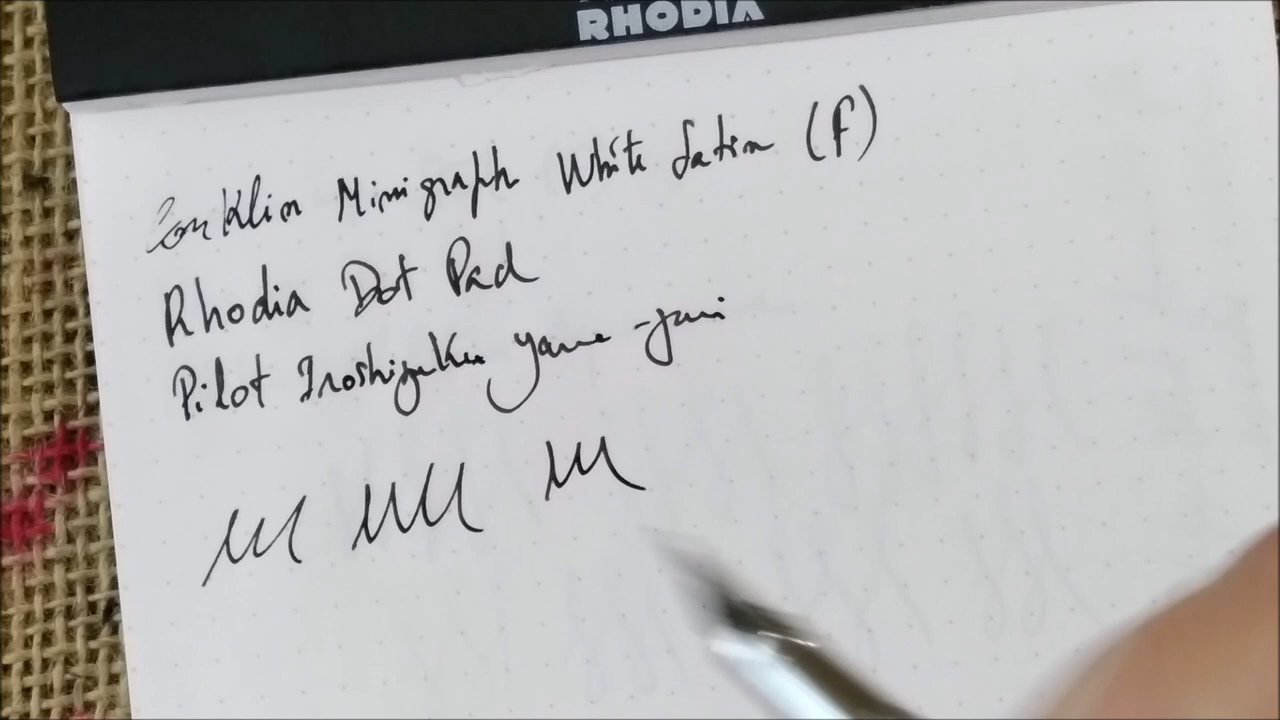 RHODIA
Conklin Minigraph White Satin (F)
Rhodia Dot Pad
Pilot Iroshizuku yama-guri